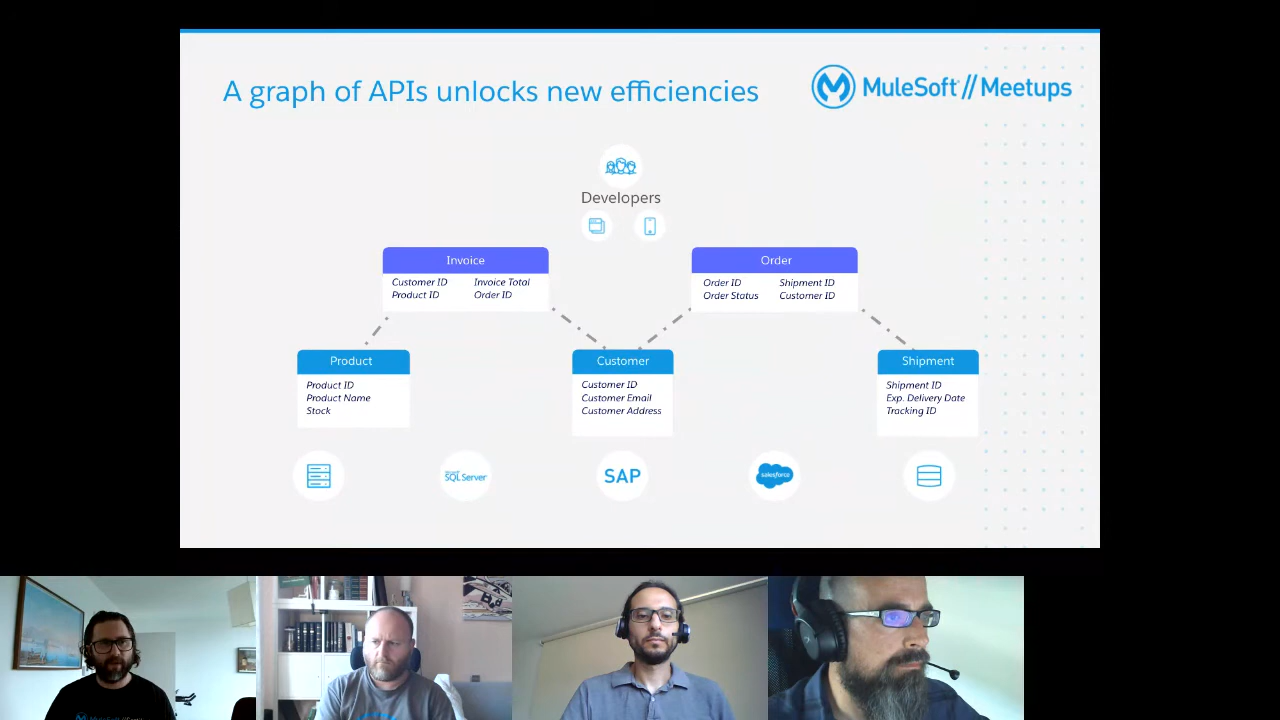 A graph of APIs unlocks new efficiencies
MuleSoft // Meetups
Developers
Invoice
Customer ID Invoice Total
Product ID Order ID
Order
Order ID Shipment ID
Order Status Customer ID
Product
Product ID
Product Name
Stock
Customer
Customer ID
Customer Email
Customer Address
Shipment
Shipment ID
Exp. Delivery Date
Tracking ID
SQL Server
SAP
salesforce
MuleSoft